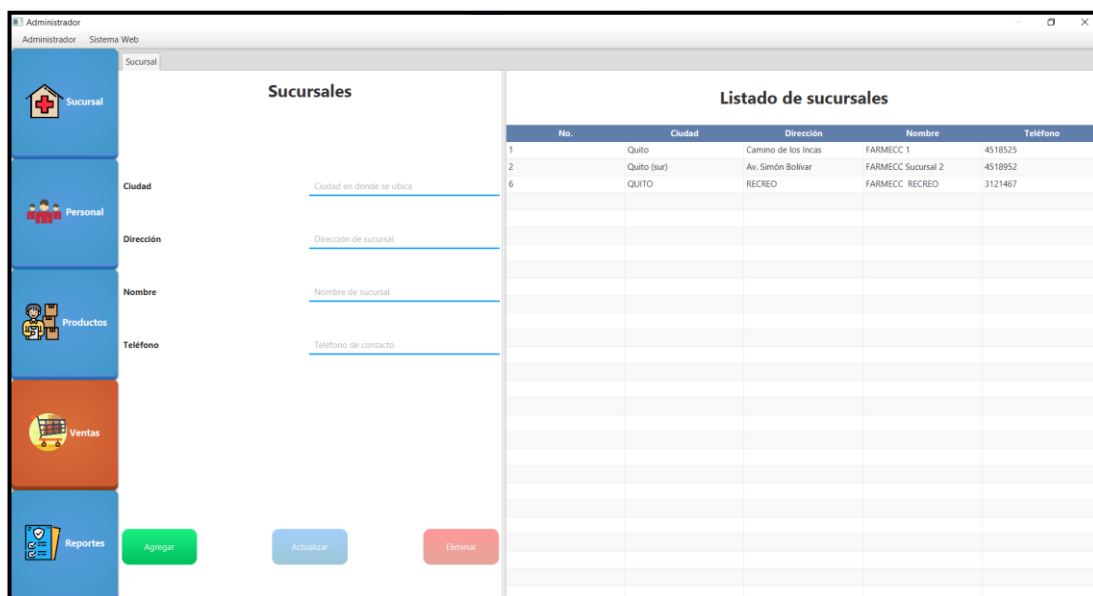 Administrador
Administrador Sistema Web
Sucursal
Sucursal
Personal
Productos
Ventas
Reportes
Sucursales
Ciudad Ciudad en donde se ubica
Dirección Dirección de sucursal
Nombre Nombre de sucursal
Teléfono Teléfono de contacto
Agregar Actualizar Eliminar
Listado de sucursales
No. Ciudad Dirección Nombre Teléfono
1 Quito Camino de los Incas FARMECC 1 4518525
2 Quito (sur) Av. Simón Bolívar FARMECC Sucursal 2 4518952
6 QUITO RECREO FARMECC RECREO 3121467